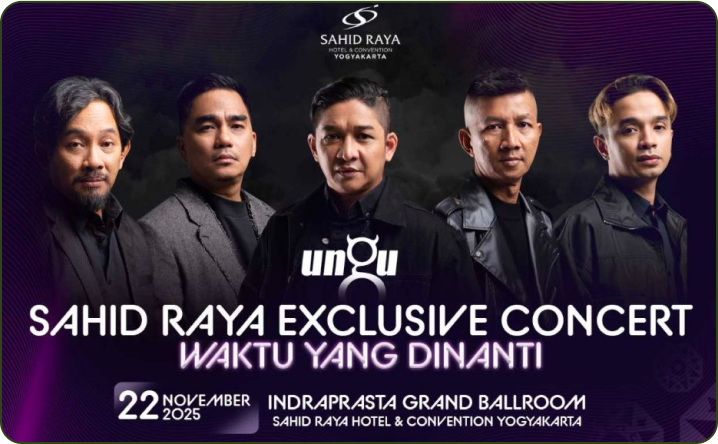 SAHID RAYA
HOTEL & CONVENTION
YOGYAKARTA
ungu
SAHID RAYA EXCLUSIVE CONCERT
WAKTU YANG DINANTI
22 NOVEMBER
2025
INDRAPRASTA GRAND BALLROOM
SAHID RAYA HOTEL & CONVENTION YOGYAKARTA